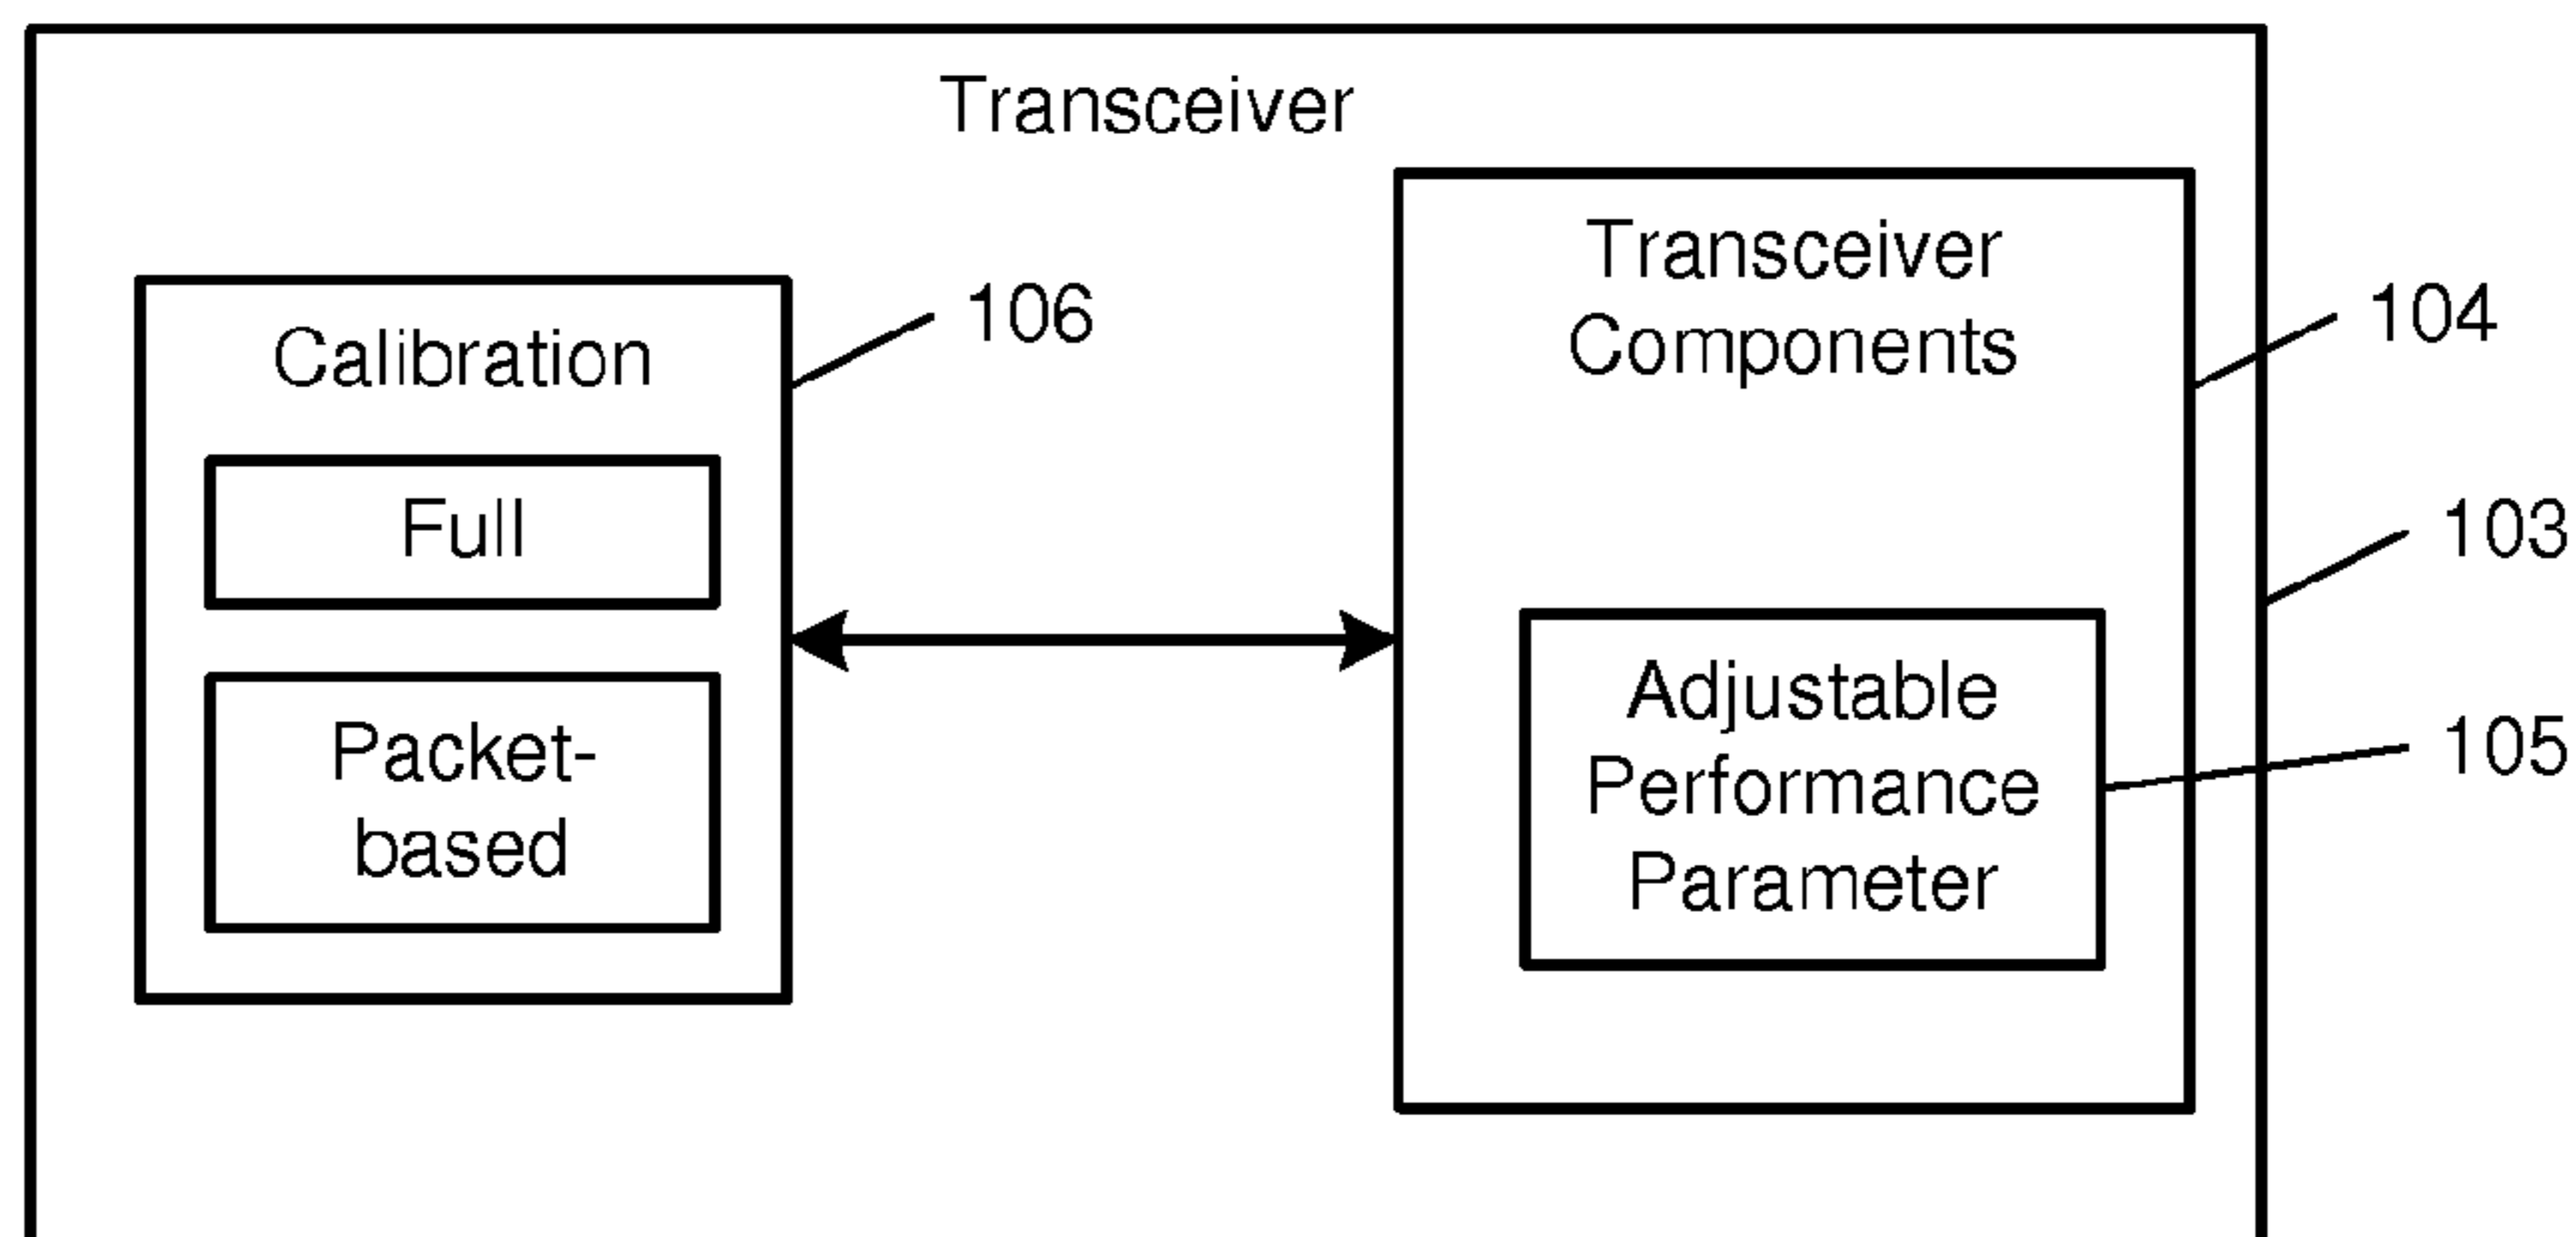 Transceiver
Calibration
Full
Packet-
based
106
Transceiver
Components
Adjustable
Performance
Parameter
104
103
105